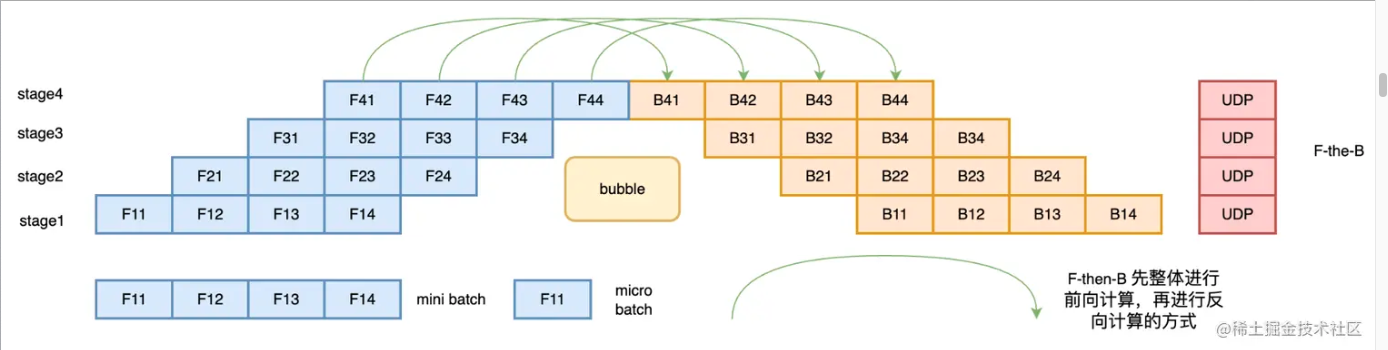 stage4 F41 F42 F43 F44 B41 B42 B43 B44 UDP
stage3 F31 F32 F33 F34 B31 B32 B34 B34 UDP F-the-B
stage2 F21 F22 F23 F24 bubble B21 B22 B23 B24 UDP
stage1 F11 F12 F13 F14 B11 B12 B13 B14 UDP
F11 F12 F13 F14 mini batch F11 micro
batch
F-then-B 先整体进行
前向计算，再进行反
向计算的方式
@稀土掘金技术社区